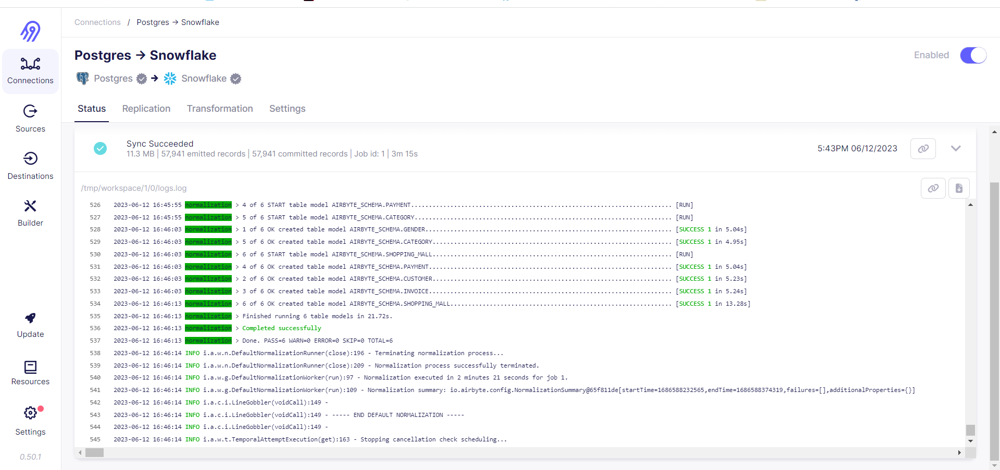 Connections / Postgres → Snowflake
Postgres → Snowflake
Enabled
Postgres → Snowflake
Status Replication Transformation Settings
Connections
Sources
Destinations
Builder
Update
Resources
Settings
0.50.1
Sync Succeeded
11.3 MB | 57,941 emitted records | 57,941 committed records | Job id: 1 | 3m 15s
5:43PM 06/12/2023
/tmp/workspace/1/0/logs.log
526 2023-06-12 16:45:55 normalization > 4 of 6 START table model AIRBYTE_SCHEMA.PAYMENT......................................................................... [RUN]
527 2023-06-12 16:45:55 normalization > 5 of 6 START table model AIRBYTE_SCHEMA.CATEGORY........................................................................ [RUN]
528 2023-06-12 16:46:03 normalization > 1 of 6 OK created table model AIRBYTE_SCHEMA.GENDER..................................................................... [SUCCESS 1 in 5.04s]
529 2023-06-12 16:46:03 normalization > 5 of 6 OK created table model AIRBYTE_SCHEMA.CATEGORY................................................................... [SUCCESS 1 in 4.95s]
530 2023-06-12 16:46:03 normalization > 6 of 6 START table model AIRBYTE_SCHEMA.SHOPPING_MALL................................................................... [RUN]
531 2023-06-12 16:46:03 normalization > 4 of 6 OK created table model AIRBYTE_SCHEMA.PAYMENT.................................................................... [SUCCESS 1 in 5.04s]
532 2023-06-12 16:46:03 normalization > 2 of 6 OK created table model AIRBYTE_SCHEMA.CUSTOMER................................................................... [SUCCESS 1 in 5.23s]
533 2023-06-12 16:46:03 normalization > 3 of 6 OK created table model AIRBYTE_SCHEMA.INVOICE.................................................................... [SUCCESS 1 in 5.24s]
534 2023-06-12 16:46:13 normalization > 6 of 6 OK created table model AIRBYTE_SCHEMA.SHOPPING_MALL.............................................................. [SUCCESS 1 in 13.28s]
535 2023-06-12 16:46:13 normalization > Finished running 6 table models in 21.72s.
536 2023-06-12 16:46:13 normalization > Completed successfully
537 2023-06-12 16:46:13 normalization > Done. PASS=6 WARN=0 ERROR=0 SKIP=0 TOTAL=6
538 2023-06-12 16:46:14 INFO i.a.w.n.DefaultNormalizationRunner(close):196 - Terminating normalization process...
539 2023-06-12 16:46:14 INFO i.a.w.n.DefaultNormalizationRunner(close):209 - Normalization process successfully terminated.
540 2023-06-12 16:46:14 INFO i.a.w.g.DefaultNormalizationWorker(run):97 - Normalization executed in 2 minutes 21 seconds for job 1.
541 2023-06-12 16:46:14 INFO i.a.w.g.DefaultNormalizationWorker(run):109 - Normalization summary: io.airbyte.config.NormalizationSummary@65f811de[startTime=1686588232565,endTime=1686588374319,failures=[],additionalProperties={}]
542 2023-06-12 16:46:14 INFO i.a.c.i.LineGobbler(voidCall):149 -
543 2023-06-12 16:46:14 INFO i.a.c.i.LineGobbler(voidCall):149 - ----- END DEFAULT NORMALIZATION -----
544 2023-06-12 16:46:14 INFO i.a.c.i.LineGobbler(voidCall):149 -
545 2023-06-12 16:46:14 INFO i.a.w.t.TemporalAttemptExecution(get):163 - Stopping cancellation check scheduling...